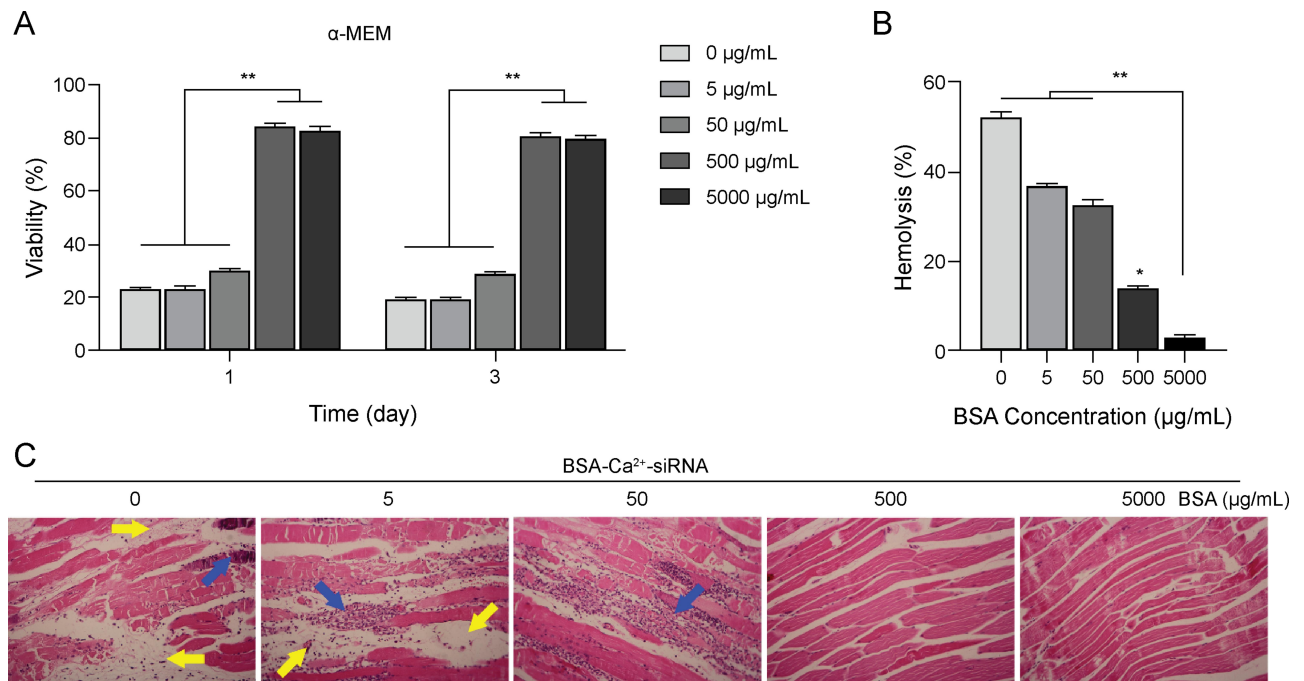 A
α-MEM
**
**
100
80
60
40
20
0
Viability (%)
1
3
Time (day)
0 µg/mL
5 µg/mL
50 µg/mL
500 µg/mL
5000 µg/mL
B
**
*
60
40
20
0
Hemolysis (%)
0 5 50 500 5000
BSA Concentration (µg/mL)
C
BSA-Ca²⁺-siRNA
0 5 50 500 5000 BSA (µg/mL)